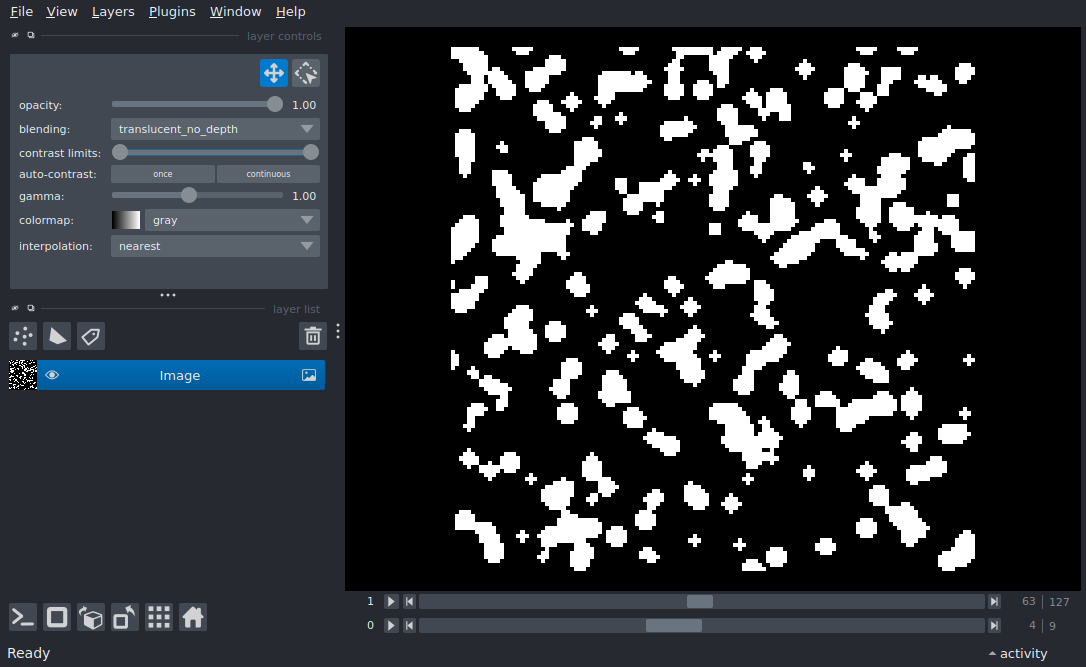 File View Layers Plugins Window Help
layer controls
opacity: 1.00
blending: translucent_no_depth
contrast limits:
auto-contrast: once continuous
gamma: 1.00
colormap: gray
interpolation: nearest
layer list
Image
1 63 127
0 4 9
Ready activity